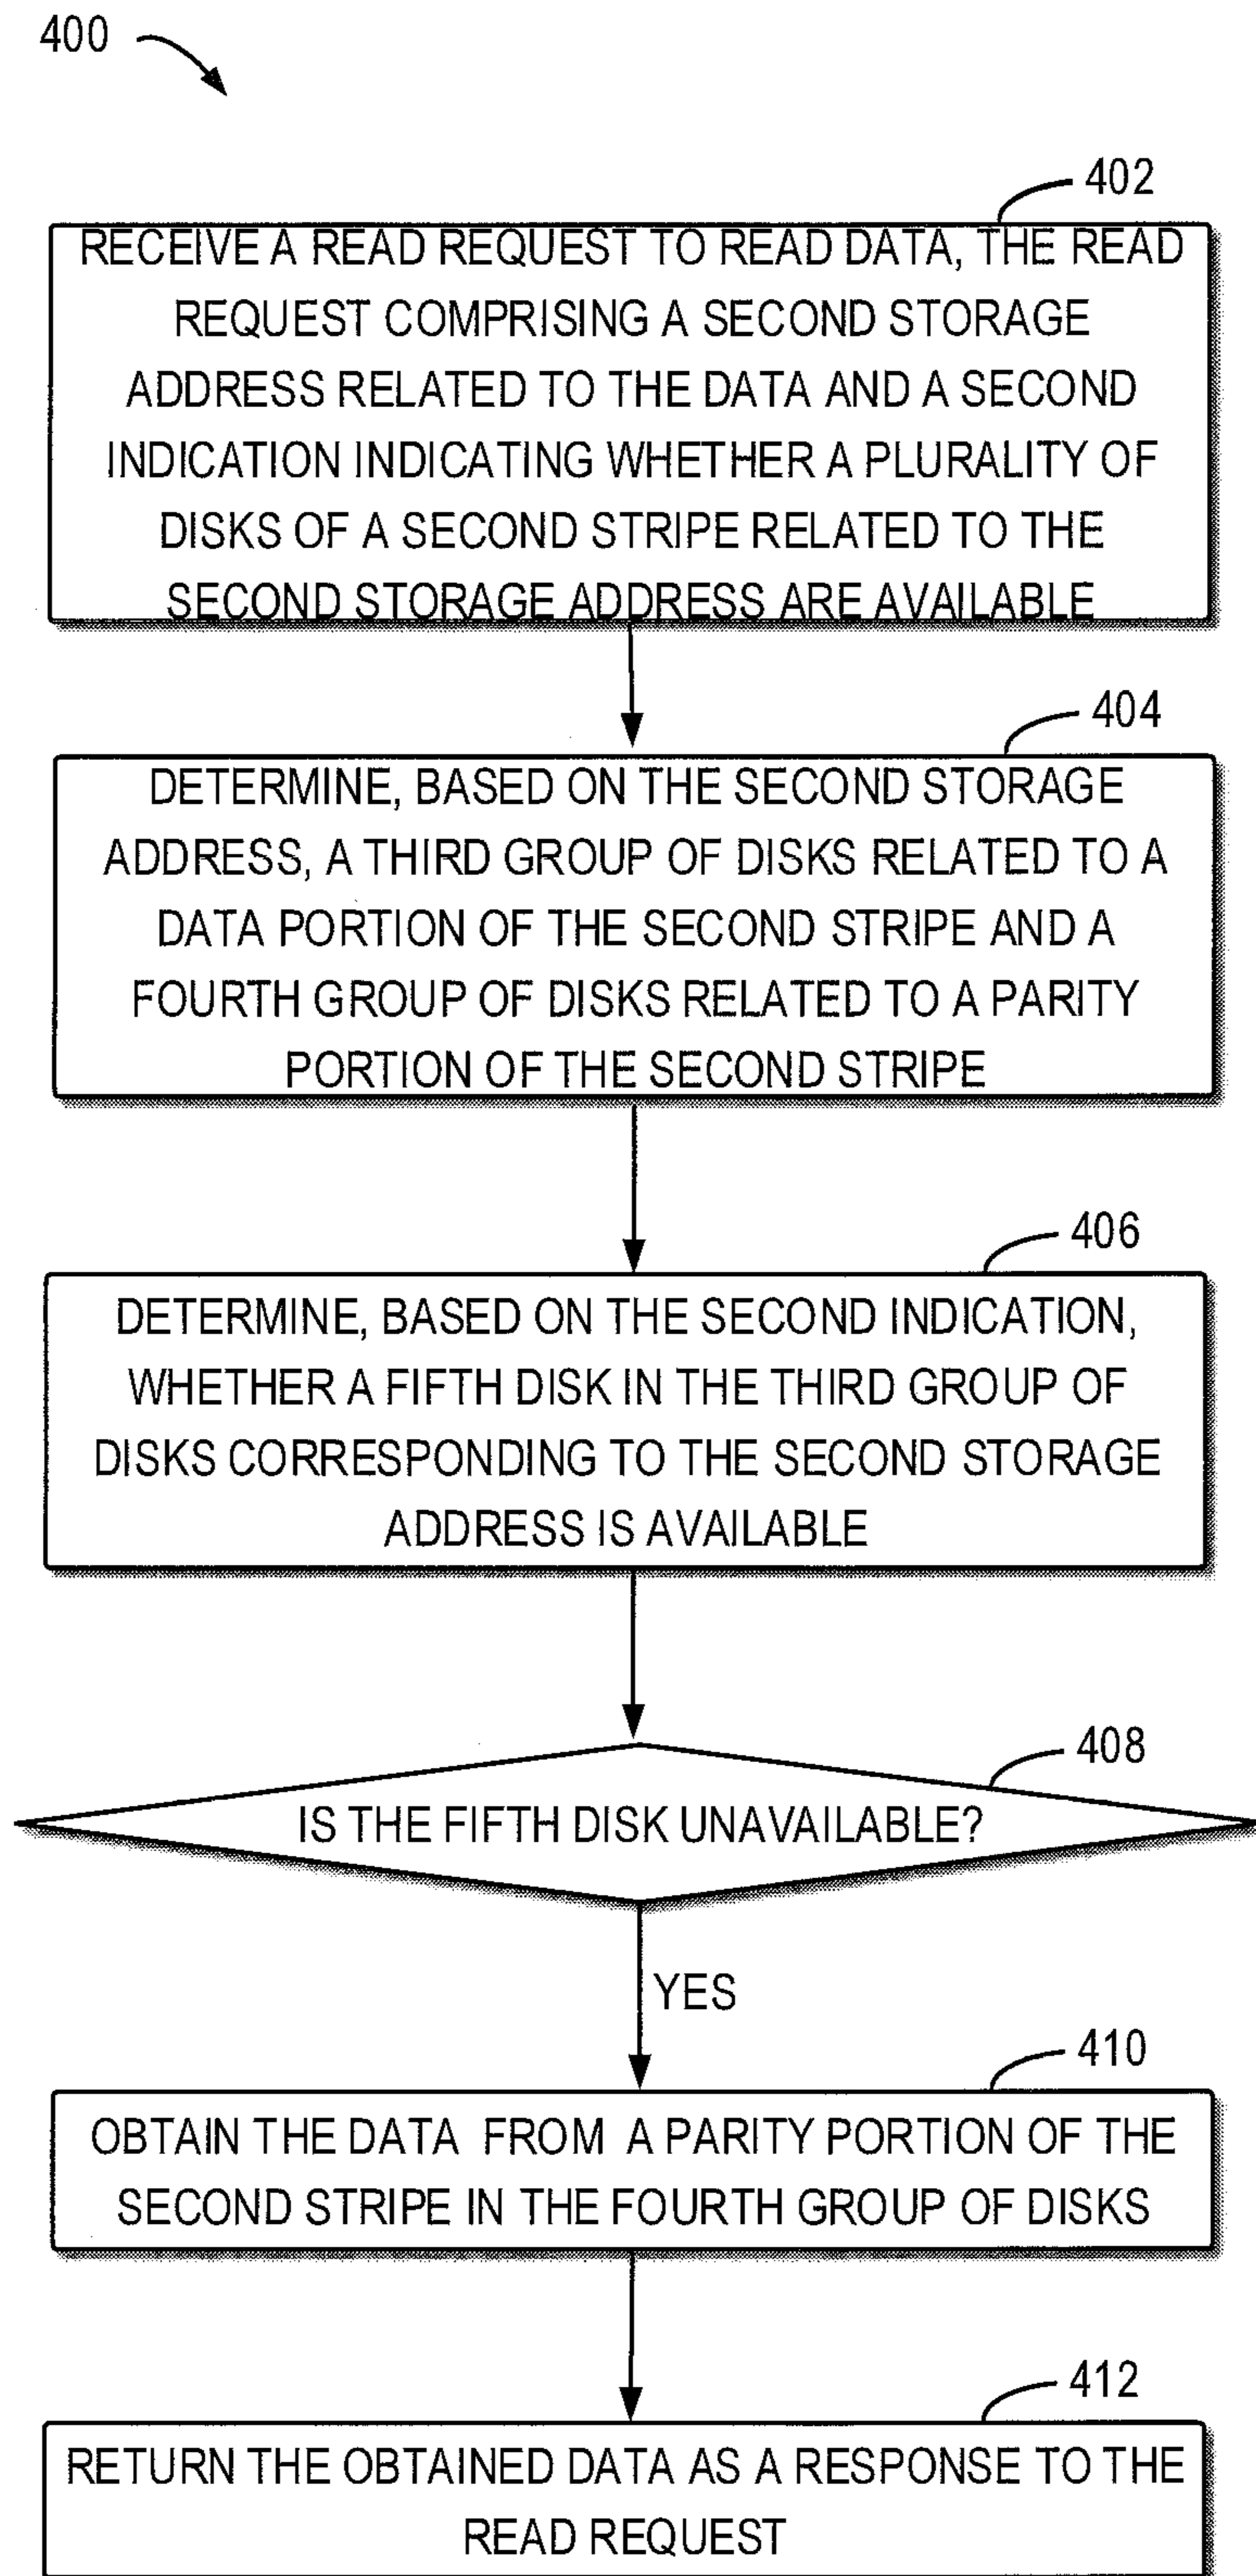 400
402
RECEIVE A READ REQUEST TO READ DATA, THE READ
REQUEST COMPRISING A SECOND STORAGE
ADDRESS RELATED TO THE DATA AND A SECOND
INDICATION INDICATING WHETHER A PLURALITY OF
DISKS OF A SECOND STRIPE RELATED TO THE
SECOND STORAGE ADDRESS ARE AVAILABLE
404
DETERMINE, BASED ON THE SECOND STORAGE
ADDRESS, A THIRD GROUP OF DISKS RELATED TO A
DATA PORTION OF THE SECOND STRIPE AND A
FOURTH GROUP OF DISKS RELATED TO A PARITY
PORTION OF THE SECOND STRIPE
406
DETERMINE, BASED ON THE SECOND INDICATION,
WHETHER A FIFTH DISK IN THE THIRD GROUP OF
DISKS CORRESPONDING TO THE SECOND STORAGE
ADDRESS IS AVAILABLE
408
IS THE FIFTH DISK UNAVAILABLE?
YES
410
OBTAIN THE DATA FROM A PARITY PORTION OF THE
SECOND STRIPE IN THE FOURTH GROUP OF DISKS
412
RETURN THE OBTAINED DATA AS A RESPONSE TO THE
READ REQUEST